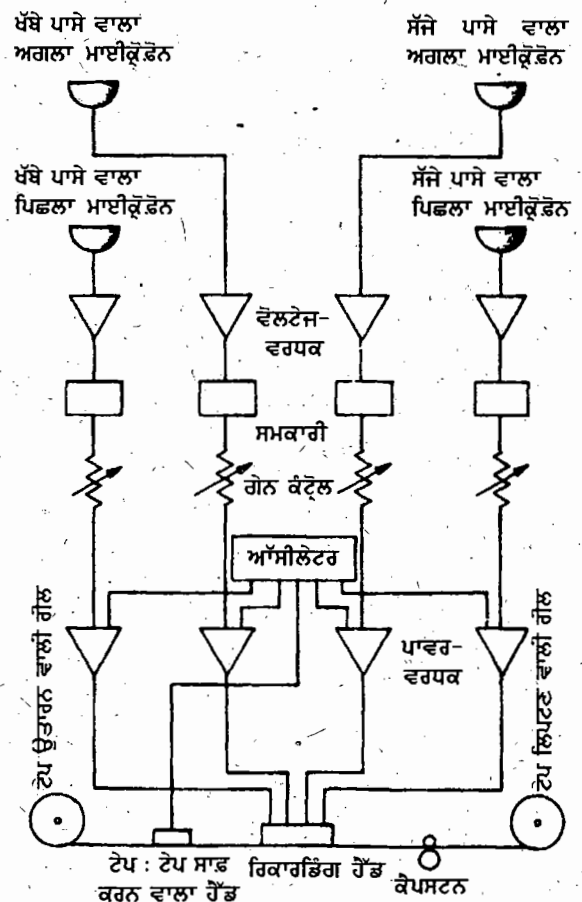 ਖੱਬੇ ਪਾਸੇ ਵਾਲਾ
ਅਗਲਾ ਮਾਈਕ੍ਰੋਫ਼ੋਨ
ਸੱਜੇ ਪਾਸੇ ਵਾਲਾ
ਅਗਲਾ ਮਾਈਕ੍ਰੋਫ਼ੋਨ
ਖੱਬੇ ਪਾਸੇ ਵਾਲਾ
ਪਿਛਲਾ ਮਾਈਕ੍ਰੋਫ਼ੋਨ
ਸੱਜੇ ਪਾਸੇ ਵਾਲਾ
ਪਿਛਲਾ ਮਾਈਕ੍ਰੋਫ਼ੋਨ
ਵੋਲਟੇਜ-
ਵਰਧਕ
ਸਮਕਾਰੀ
ਗੇਨ ਕੰਟ੍ਰੋਲ
ਆੱਸੀਲੇਟਰ
ਪਾਵਰ-
ਵਰਧਕ
ਟੇਪ ਉਤਾਰਨ ਵਾਲੀ ਰੀਲ
ਟੇਪ ਲਿਪਟਣ ਵਾਲੀ ਰੀਲ
ਟੇਪ : ਟੇਪ ਸਾਫ਼
ਕਰਨ ਵਾਲਾ ਹੈੱਡ
ਰਿਕਾਰਡਿੰਗ ਹੈੱਡ
ਕੈਪਸਟਨ